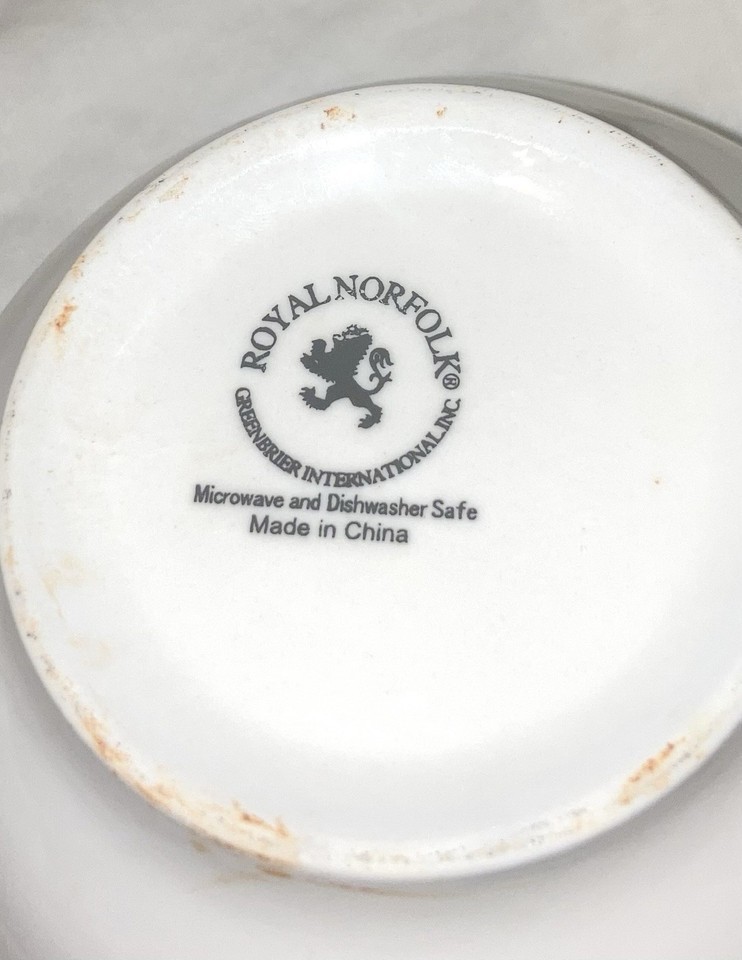 ROYAL NORFOLK®
GREENBRIER INTERNATIONAL, INC.
Microwave and Dishwasher Safe
Made in China